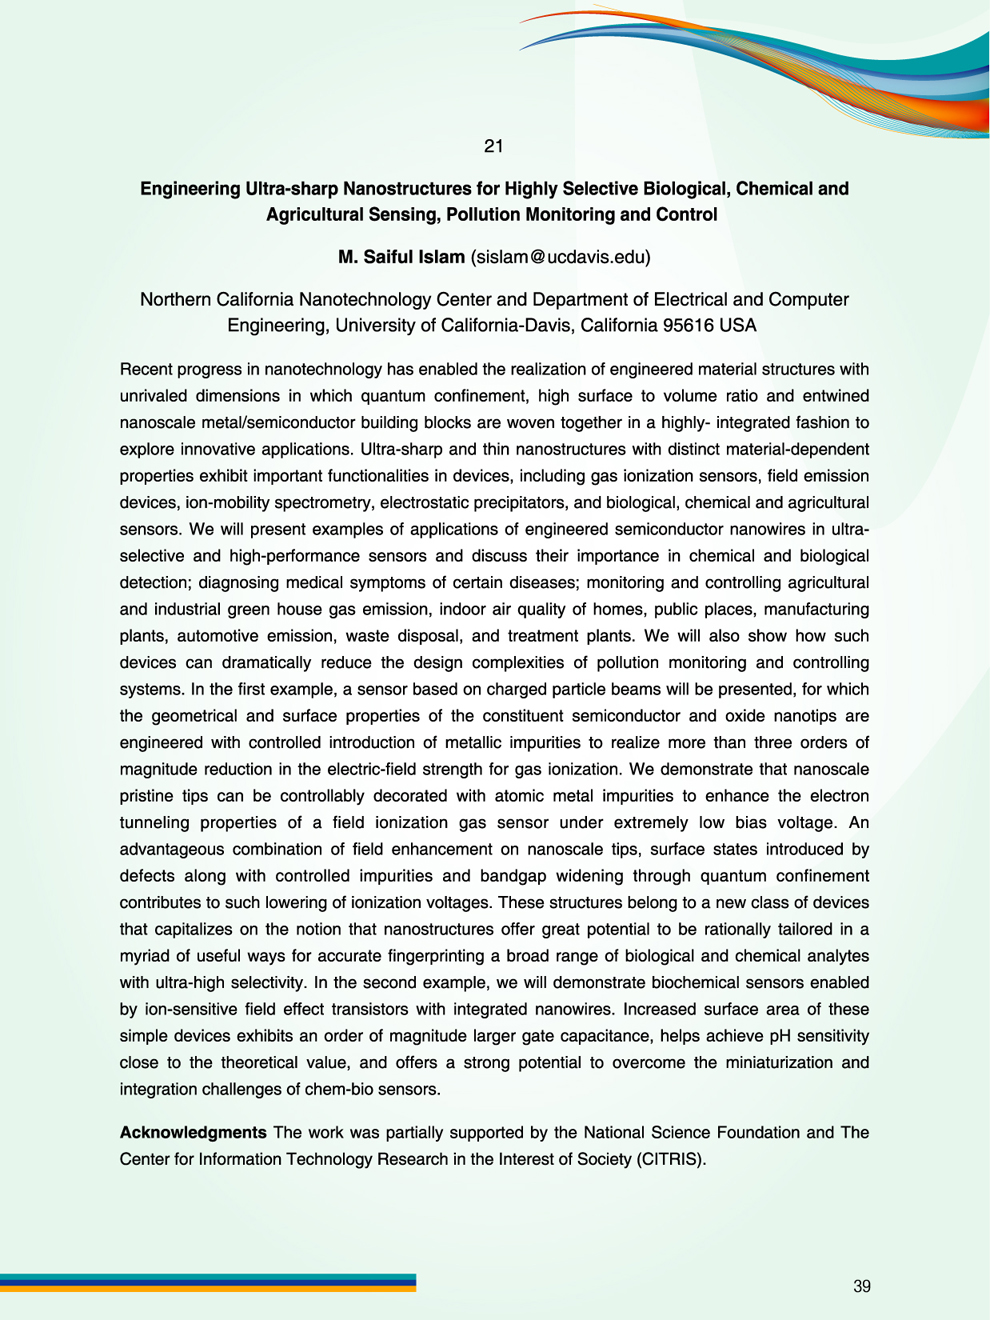 21
Engineering Ultra-sharp Nanostructures for Highly Selective Biological, Chemical and
Agricultural Sensing, Pollution Monitoring and Control
M. Saiful Islam (sislam@ucdavis.edu)
Northern California Nanotechnology Center and Department of Electrical and Computer
Engineering, University of California-Davis, California 95616 USA
Recent progress in nanotechnology has enabled the realization of engineered material structures with
unrivaled dimensions in which quantum confinement, high surface to volume ratio and entwined
nanoscale metal/semiconductor building blocks are woven together in a highly- integrated fashion to
explore innovative applications. Ultra-sharp and thin nanostructures with distinct material-dependent
properties exhibit important functionalities in devices, including gas ionization sensors, field emission
devices, ion-mobility spectrometry, electrostatic precipitators, and biological, chemical and agricultural
sensors. We will present examples of applications of engineered semiconductor nanowires in ultra-
selective and high-performance sensors and discuss their importance in chemical and biological
detection; diagnosing medical symptoms of certain diseases; monitoring and controlling agricultural
and industrial green house gas emission, indoor air quality of homes, public places, manufacturing
plants, automotive emission, waste disposal, and treatment plants. We will also show how such
devices can dramatically reduce the design complexities of pollution monitoring and controlling
systems. In the first example, a sensor based on charged particle beams will be presented, for which
the geometrical and surface properties of the constituent semiconductor and oxide nanotips are
engineered with controlled introduction of metallic impurities to realize more than three orders of
magnitude reduction in the electric-field strength for gas ionization. We demonstrate that nanoscale
pristine tips can be controllably decorated with atomic metal impurities to enhance the electron
tunneling properties of a field ionization gas sensor under extremely low bias voltage. An
advantageous combination of field enhancement on nanoscale tips, surface states introduced by
defects along with controlled impurities and bandgap widening through quantum confinement
contributes to such lowering of ionization voltages. These structures belong to a new class of devices
that capitalizes on the notion that nanostructures offer great potential to be rationally tailored in a
myriad of useful ways for accurate fingerprinting a broad range of biological and chemical analytes
with ultra-high selectivity. In the second example, we will demonstrate biochemical sensors enabled
by ion-sensitive field effect transistors with integrated nanowires. Increased surface area of these
simple devices exhibits an order of magnitude larger gate capacitance, helps achieve pH sensitivity
close to the theoretical value, and offers a strong potential to overcome the miniaturization and
integration challenges of chem-bio sensors.
Acknowledgments The work was partially supported by the National Science Foundation and The
Center for Information Technology Research in the Interest of Society (CITRIS).
39